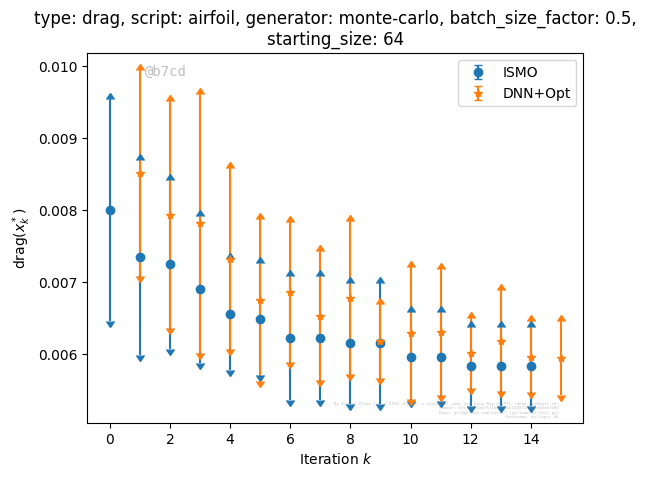 type: drag, script: airfoil, generator: monte-carlo, batch_size_factor: 0.5,
starting_size: 64
@b7cd
ISMO
DNN+Opt
0.010
0.009
0.008
0.007
0.006
drag(x*k)
0 2 4 6 8 10 12 14
Iteration k